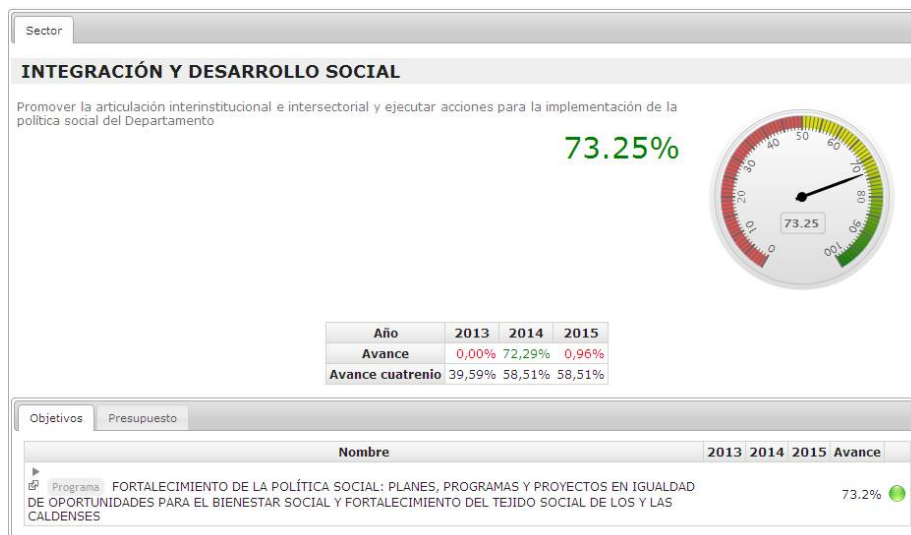 Sector
INTEGRACIÓN Y DESARROLLO SOCIAL
Promover la articulación interinstitucional e intersectorial y ejecutar acciones para la implementación de la
política social del Departamento
73.25%
0 10 20 30 40 50 60 70 80 90 100
73.25
Año 2013 2014 2015
Avance 0,00% 72,29% 0,96%
Avance cuatrenio 39,59% 58,51% 58,51%
Objetivos Presupuesto
Nombre 2013 2014 2015 Avance
Programa FORTALECIMIENTO DE LA POLÍTICA SOCIAL: PLANES, PROGRAMAS Y PROYECTOS EN IGUALDAD
DE OPORTUNIDADES PARA EL BIENESTAR SOCIAL Y FORTALECIMIENTO DEL TEJIDO SOCIAL DE LOS Y LAS
CALDENSES
73.2%